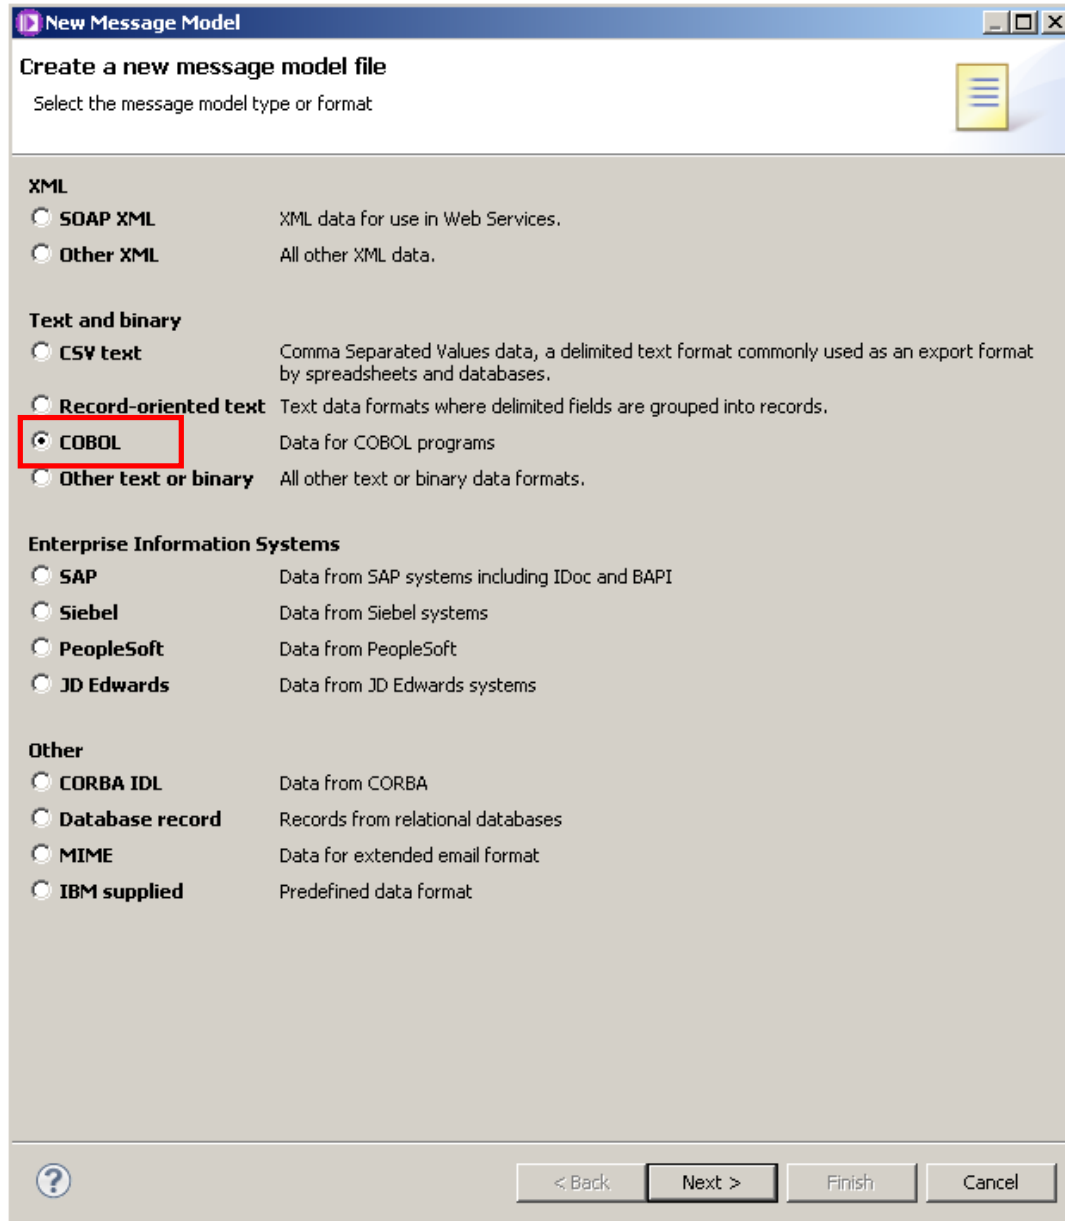 New Message Model
Create a new message model file
Select the message model type or format
XML
SOAP XML XML data for use in Web Services.
Other XML All other XML data.
Text and binary
CSV text Comma Separated Values data, a delimited text format commonly used as an export format
by spreadsheets and databases.
Record-oriented text Text data formats where delimited fields are grouped into records.
COBOL Data for COBOL programs
Other text or binary All other text or binary data formats.
Enterprise Information Systems
SAP Data from SAP systems including IDoc and BAPI
Siebel Data from Siebel systems
PeopleSoft Data from PeopleSoft
JD Edwards Data from JD Edwards systems
Other
CORBA IDL Data from CORBA
Database record Records from relational databases
MIME Data for extended email format
IBM supplied Predefined data format
? < Back Next > Finish Cancel